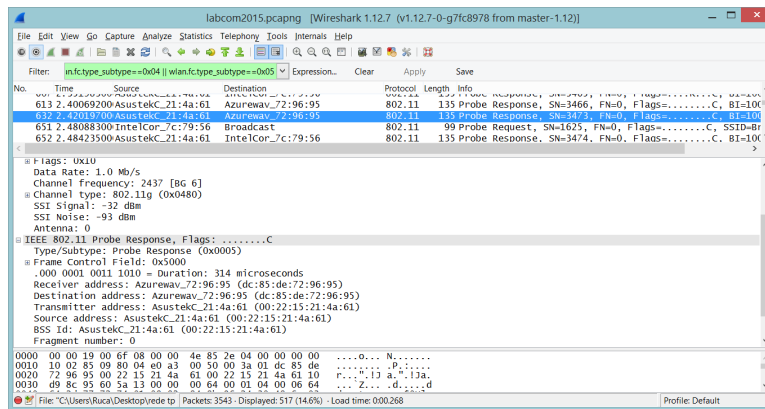 labcom2015.pcapng [Wireshark 1.12.7 (v1.12.7-0-g7fc8978 from master-1.12)]
File Edit View Go Capture Analyze Statistics Telephony Tools Internals Help
Filter: n.fc.type_subtype==0x04 || wlan.fc.type_subtype==0x05 Expression... Clear Apply Save
No. Time Source Destination Protocol Length Info
613 2.40069200 AsustekC_21:4a:61 Azurewav_72:96:95 802.11 135 Probe Response, SN=3466, FN=0, Flags=........C, BI=100
632 2.42019700 AsustekC_21:4a:61 Azurewav_72:96:95 802.11 135 Probe Response, SN=3473, FN=0, Flags=........C, BI=100
651 2.48088300 IntelCor_7c:79:56 Broadcast 802.11 99 Probe Request, SN=1625, FN=0, Flags=........C, SSID=Br
652 2.48423500 AsustekC_21:4a:61 IntelCor_7c:79:56 802.11 135 Probe Response, SN=3474, FN=0, Flags=........C, BI=100
Flags: 0x10
Data Rate: 1.0 Mb/s
Channel frequency: 2437 [BG 6]
Channel type: 802.11g (0x0480)
SSI Signal: -32 dBm
SSI Noise: -93 dBm
Antenna: 0
IEEE 802.11 Probe Response, Flags: ........C
Type/Subtype: Probe Response (0x0005)
Frame Control Field: 0x5000
.000 0001 0011 1010 = Duration: 314 microseconds
Receiver address: Azurewav_72:96:95 (dc:85:de:72:96:95)
Destination address: Azurewav_72:96:95 (dc:85:de:72:96:95)
Transmitter address: AsustekC_21:4a:61 (00:22:15:21:4a:61)
Source address: AsustekC_21:4a:61 (00:22:15:21:4a:61)
BSS Id: AsustekC_21:4a:61 (00:22:15:21:4a:61)
Fragment number: 0
0000 00 00 19 00 6f 08 00 00 4e 85 2e 04 00 00 00 00 ....o... N.......
0010 10 02 85 09 80 04 e0 a3 00 50 00 3a 01 dc 85 de ........ .P.:....
0020 72 96 95 00 22 15 21 4a 61 00 22 15 21 4a 61 10 r...".!J a.".!Ja.
0030 d9 8c 95 60 5a 13 00 00 00 64 00 01 04 00 06 64 ...`Z... .d.....d
File: "C:\Users\Ruca\Desktop\rede tp Packets: 3543 · Displayed: 517 (14.6%) · Load time: 0:00.268 Profile: Default